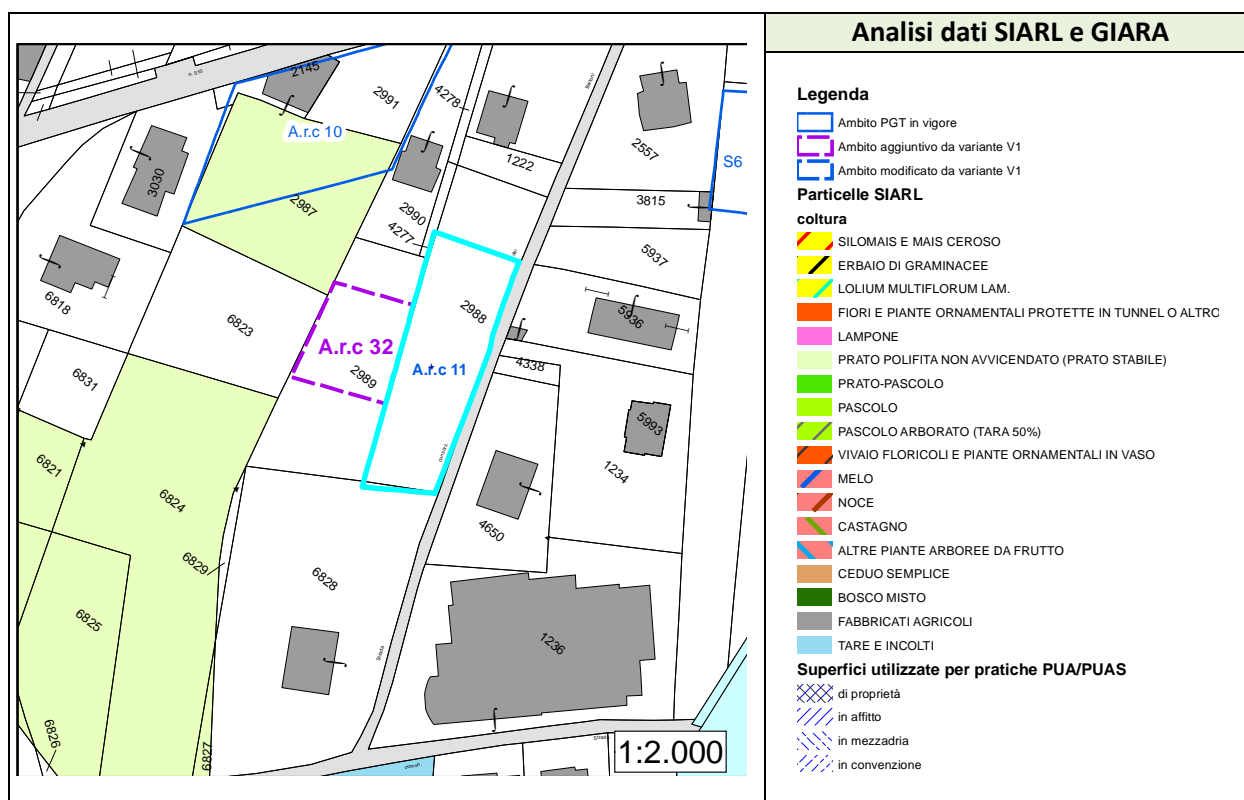 Analisi dati SIARL e GIARA
Legenda
Ambito PGT in vigore
Ambito aggiuntivo da variante V1
Ambito modificato da variante V1
Particelle SIARL
coltura
SILOMAIS E MAIS CEROSO
ERBAIO DI GRAMINACEE
LOLIUM MULTIFLORUM LAM.
FIORI E PIANTE ORNAMENTALI PROTETTE IN TUNNEL O ALTRO
LAMPONE
PRATO POLIFITA NON AVVICENDATO (PRATO STABILE)
PRATO-PASCOLO
PASCOLO
PASCOLO ARBORATO (TARA 50%)
VIVAIO FLORICOLI E PIANTE ORNAMENTALI IN VASO
MELO
NOCE
CASTAGNO
ALTRE PIANTE ARBOREE DA FRUTTO
CEDUO SEMPLICE
BOSCO MISTO
FABBRICATI AGRICOLI
TARE E INCOLTI
Superfici utilizzate per pratiche PUA/PUAS
di proprietà
in affitto
in mezzadria
in convenzione
2145
2991
4278
A.r.c 10
2557
S6
1222
3030
2987
2990
3815
4277
5937
6818
6823
2988
5936
A.r.c 32
A.r.c 11
2989
4338
6831
5993
6821
6824
1234
4650
6829
6828
6825
1236
6826
6827
Strada
Strada
1:2.000